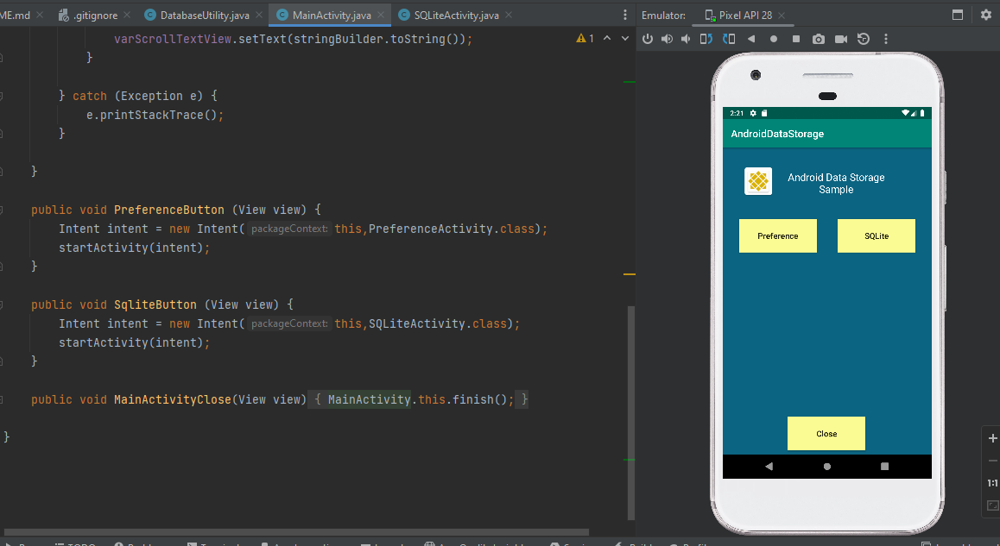 ME.md
.gitignore
DatabaseUtility.java
MainActivity.java
SQLiteActivity.java
varScrollTextView.setText(stringBuilder.toString());
1
}
} catch (Exception e) {
e.printStackTrace();
}
}
public void PreferenceButton (View view) {
Intent intent = new Intent( packageContext: this,PreferenceActivity.class);
startActivity(intent);
}
public void SqliteButton (View view) {
Intent intent = new Intent( packageContext: this,SQLiteActivity.class);
startActivity(intent);
}
public void MainActivityClose(View view) { MainActivity.this.finish(); }
}
Emulator:
Pixel API 28
2:21
AndroidDataStorage
Android Data Storage
Sample
Preference
SQLite
Close
1:1